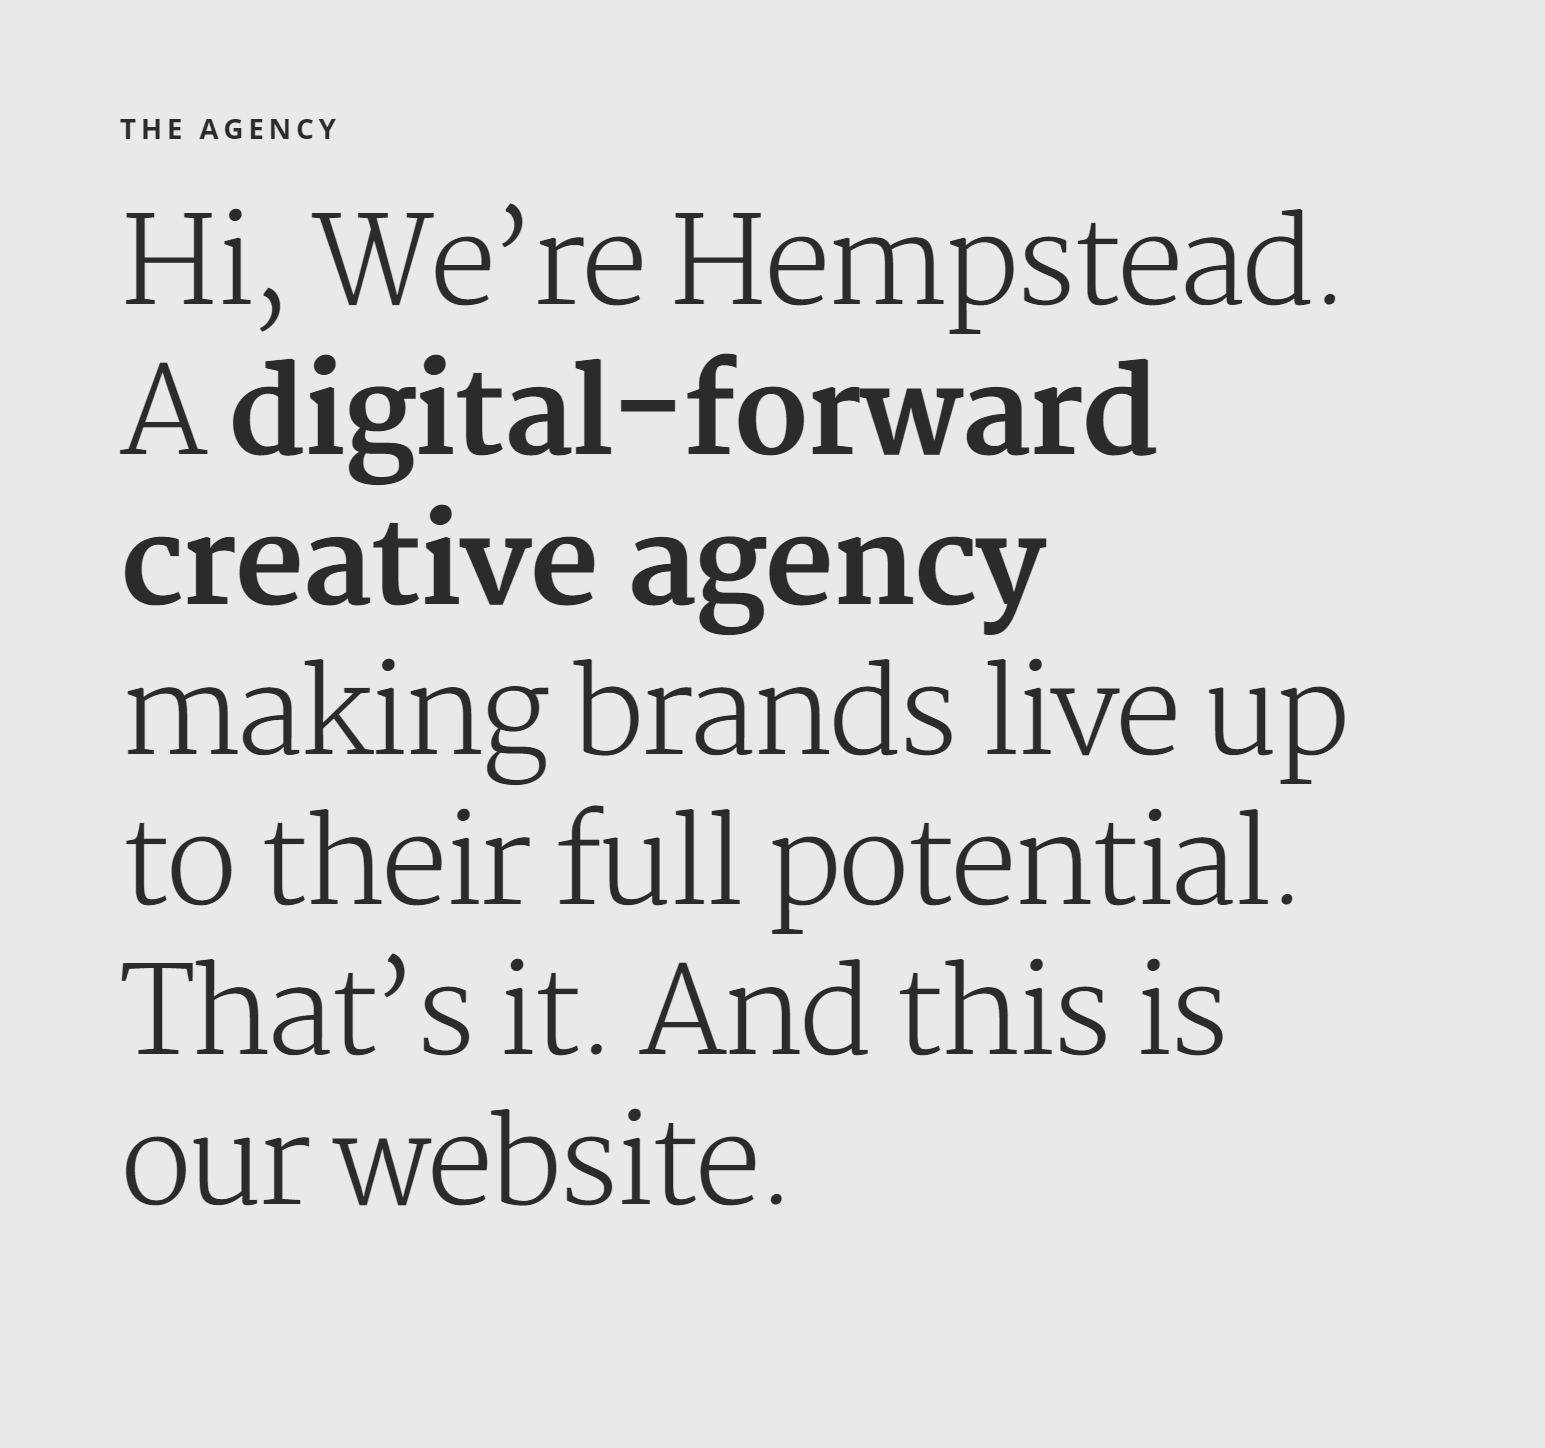 THE AGENCY
Hi, We’re Hempstead.
A digital-forward
creative agency
making brands live up
to their full potential.
That’s it. And this is
our website.